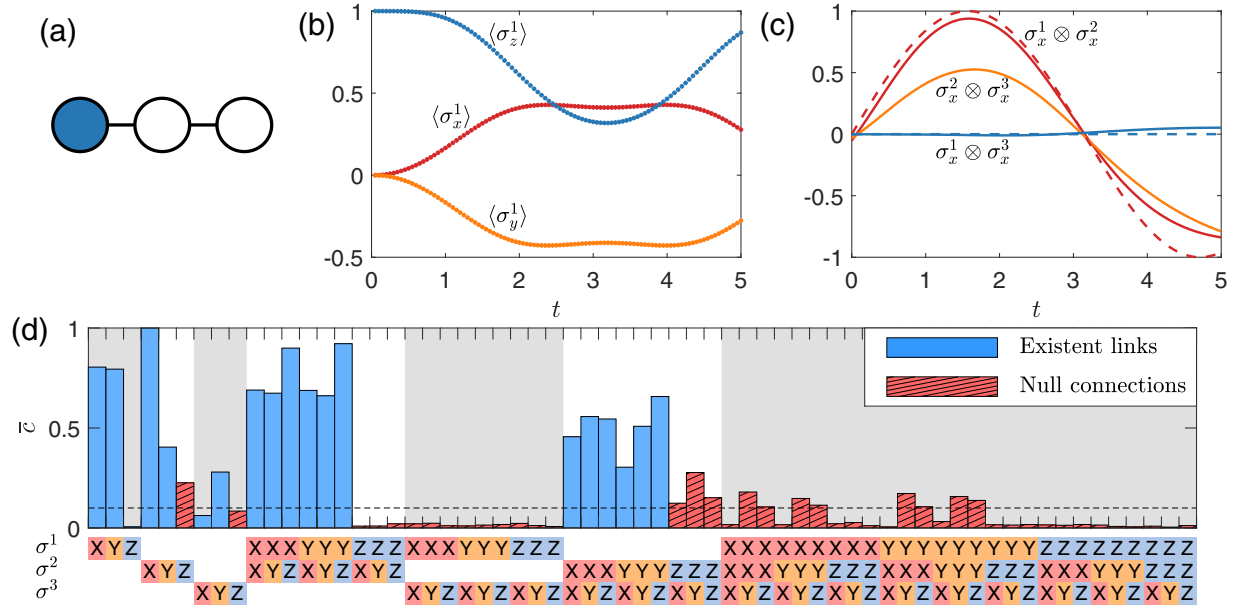 (a)
(b)
1
0.5
0
-0.5
0 1 2 3 4 5
t
⟨σ_z^1⟩
⟨σ_x^1⟩
⟨σ_y^1⟩
(c)
1
0.5
0
-0.5
-1
0 1 2 3 4 5
t
σ_x^1 ⊗ σ_x^2
σ_x^2 ⊗ σ_x^3
σ_x^1 ⊗ σ_x^3
(d)
1
0.5
0
c̅
Existent links
Null connections
σ^1 X Y Z X X X Y Y Y Z Z Z X X X Y Y Y Z Z Z X X X X X X X X X Y Y Y Y Y Y Y Y Y Z Z Z Z Z Z Z Z Z
σ^2 X Y Z X Y Z X Y Z X Y Z X X X Y Y Y Z Z Z X X X Y Y Y Z Z Z X X X Y Y Y Z Z Z X X X Y Y Y Z Z Z
σ^3 X Y Z X Y Z X Y Z X Y Z X Y Z X Y Z X Y Z X Y Z X Y Z X Y Z X Y Z X Y Z X Y Z X Y Z X Y Z X Y Z